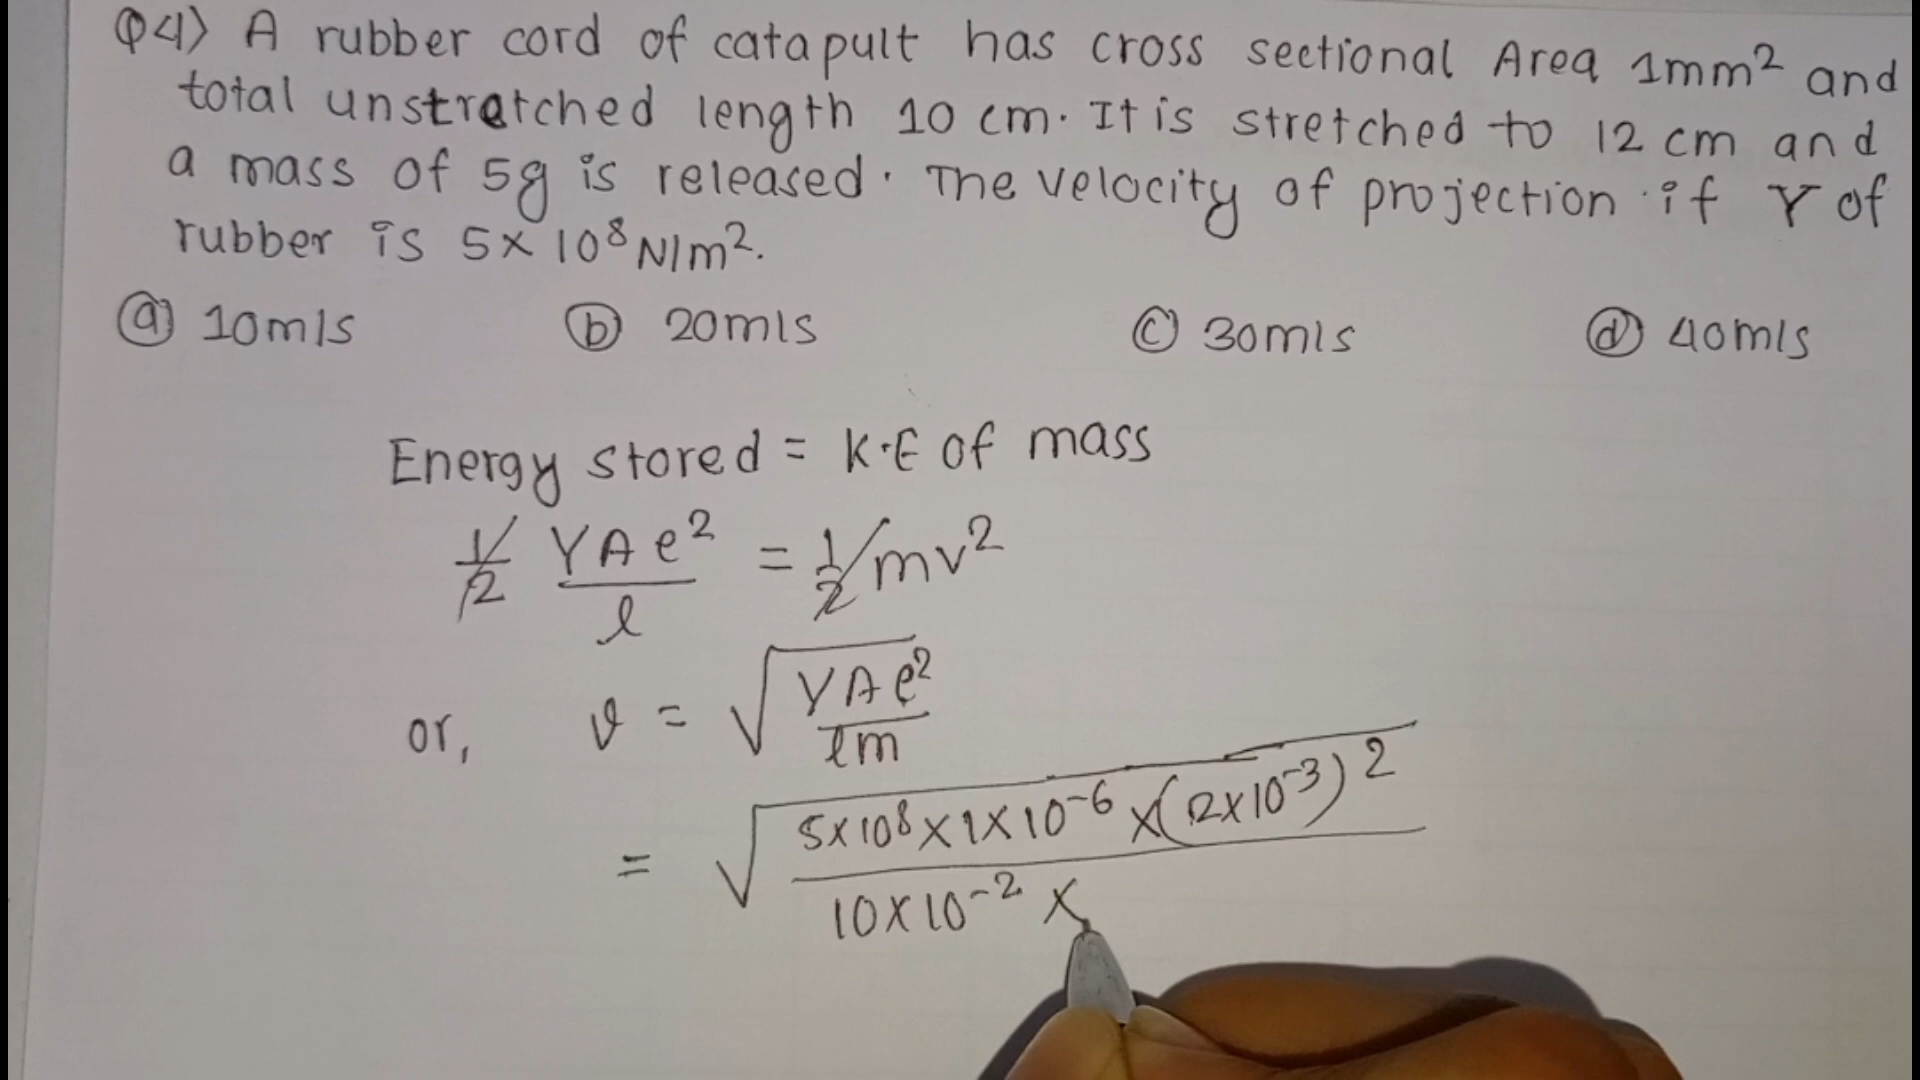 Q4) A rubber cord of catapult has cross sectional Area 1mm² and
total unstretched length 10 cm. It is stretched to 12 cm and
a mass of 5g is released. The velocity of projection if Y of
rubber is 5×10⁸ N/m².
ⓐ 10m/s ⓑ 20m/s ⓒ 30m/s ⓓ 40m/s
Energy stored = K.E of mass
1/2 YAe²/l = 1/2 mv²
or, v = √(YAe²/lm)
= √(5×10⁸×1×10⁻⁶×(2×10⁻³)²/10×10⁻²×